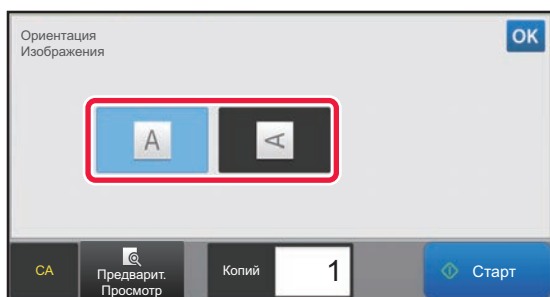 Ориентация
Изображения
OK
A
A
CA
Предварит.
Просмотр
Копий
1
Старт